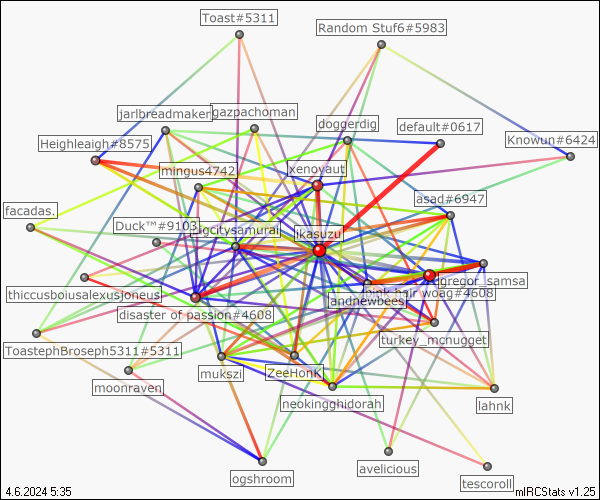 Toast#5311
Random Stuf6#5983
jarlbreadmaker
gazpachoman
doggerdig
default#0617
Heighleaigh#8575
Knowun#6424
mingus4742
xenoyaut
asad#6947
facadas.
Duck™#9103
bigcitysamurai
ikasuzu
thiccusboiusalexusjoneus
gregor_samsa
pink hair woag#4608
andnewbees
disaster of passion#4608
turkey_mcnugget
ToastephBroseph5311#5311
moonraven
mukszi
ZeeHonK
neokingghidorah
lahnk
ogshroom
avelicious
tescoroll
4.6.2024 5:35
mIRCStats v1.25